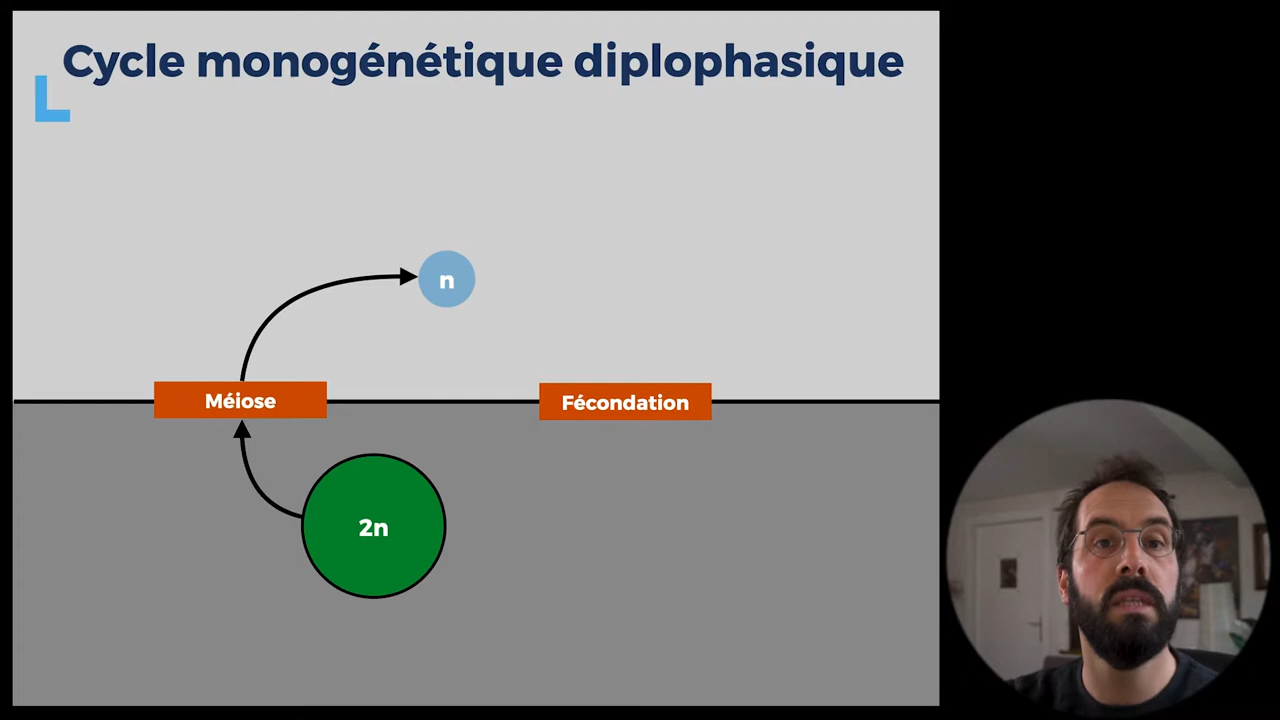 Cycle monogénétique diplophasique
n
Méiose
Fécondation
2n